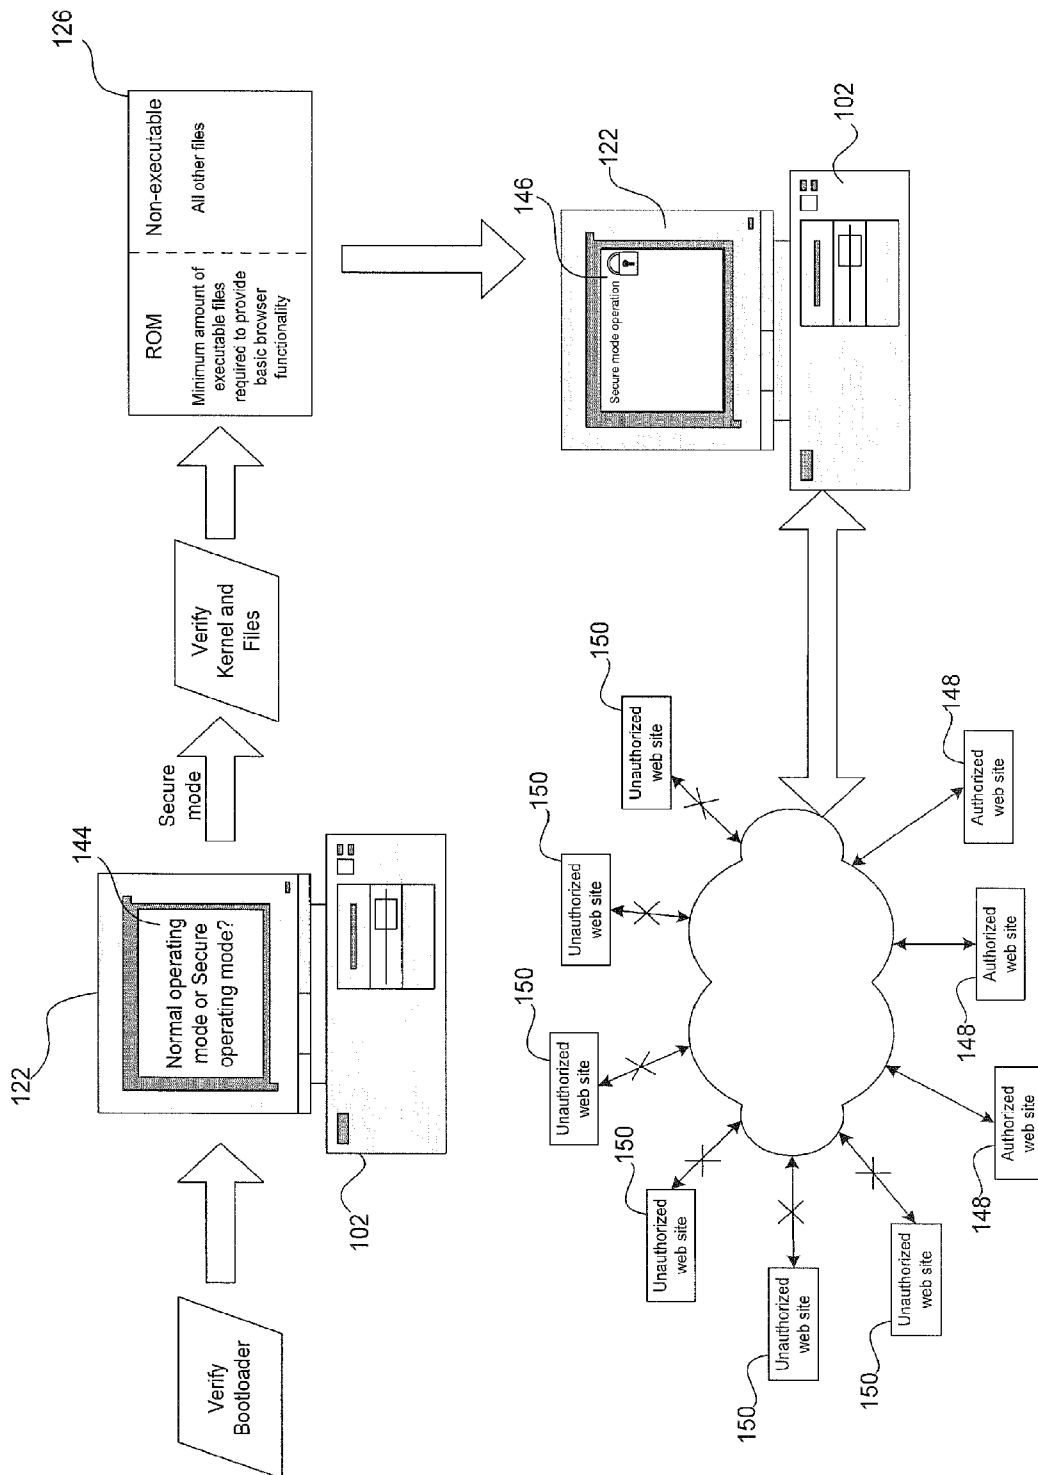 Verify
Bootloader
122
144
Normal operating
mode or Secure
operating mode?
102
Secure
mode
Verify
Kernel and
Files
126
ROM
Minimum amount of
executable files
required to provide
basic browser
functionality
Non-executable
All other files
146
122
Secure mode operation
102
150
Unauthorized
web site
150
Unauthorized
web site
150
Unauthorized
web site
150
Unauthorized
web site
150
Unauthorized
web site
150
Unauthorized
web site
148
Authorized
web site
148
Authorized
web site
148
Authorized
web site